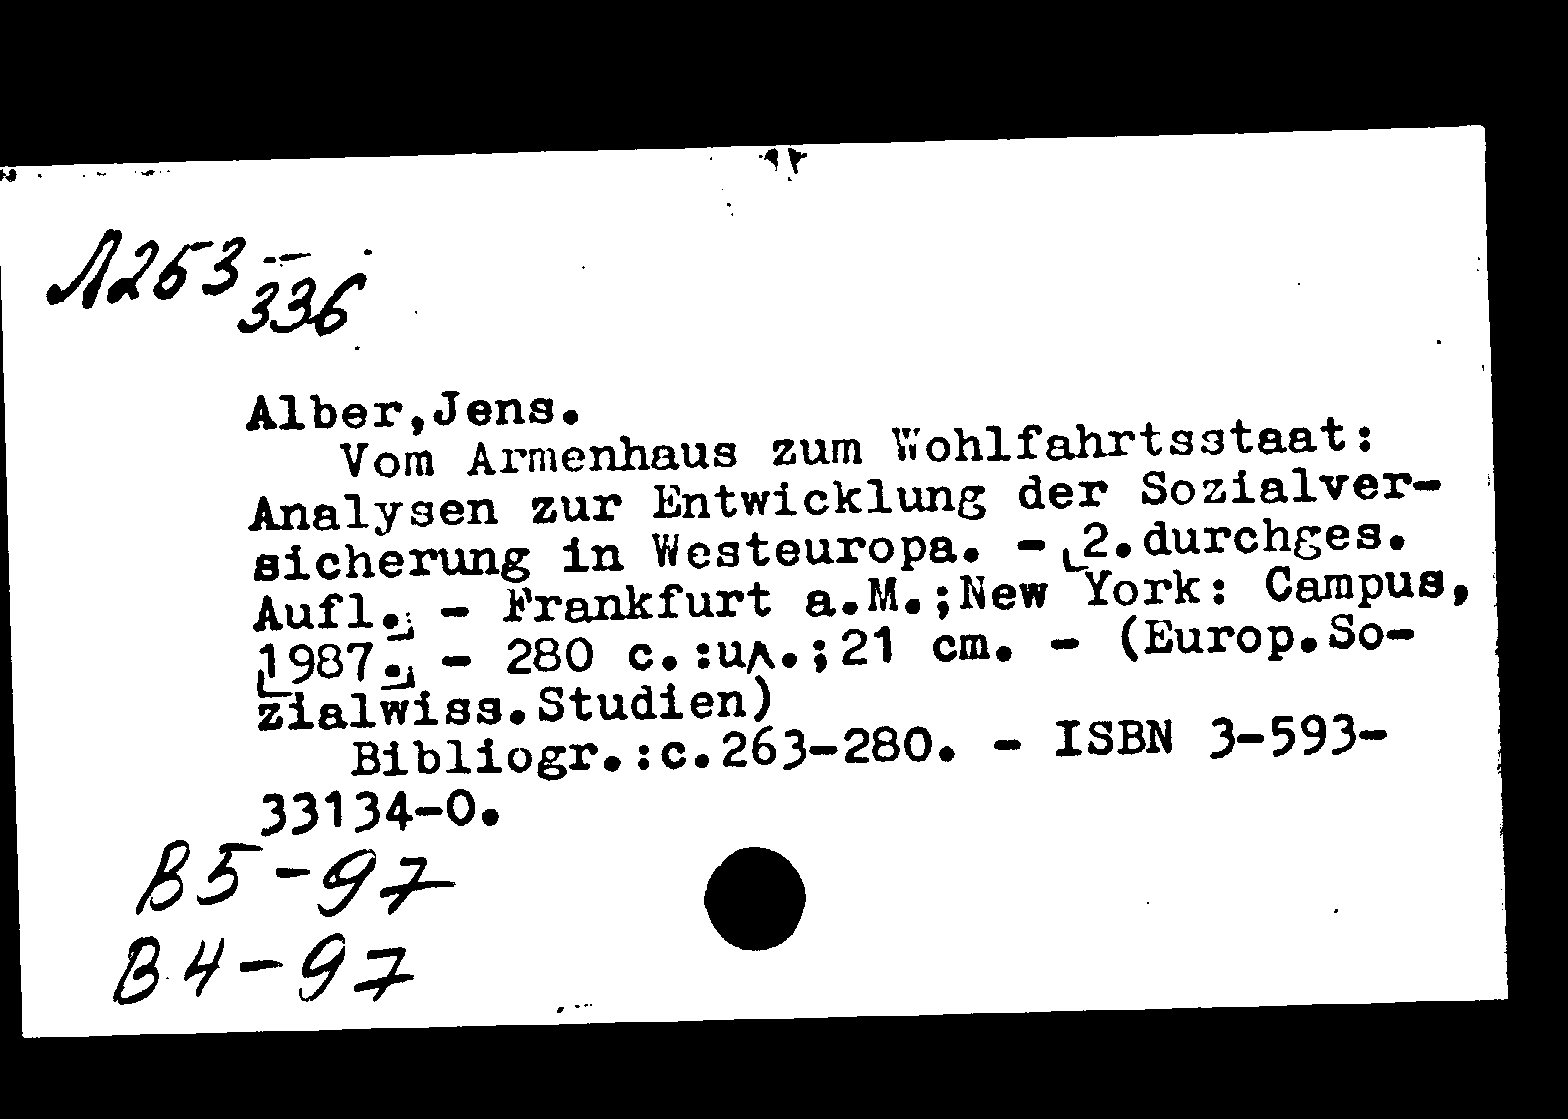 Л253
336
Alber,Jens.
Vom Armenhaus zum Wohlfahrtsstaat:
Analysen zur Entwicklung der Sozialver-
sicherung in Westeuropa. - [2.durchges.
Aufl.] - Frankfurt a.M.;New York: Campus,
[1987.] - 280 с.:ил.;21 см. - (Europ.So-
zialwiss.Studien)
Bibliogr.:с.263-280. - ISBN 3-593-
33134-0.
В5-97
В4-97